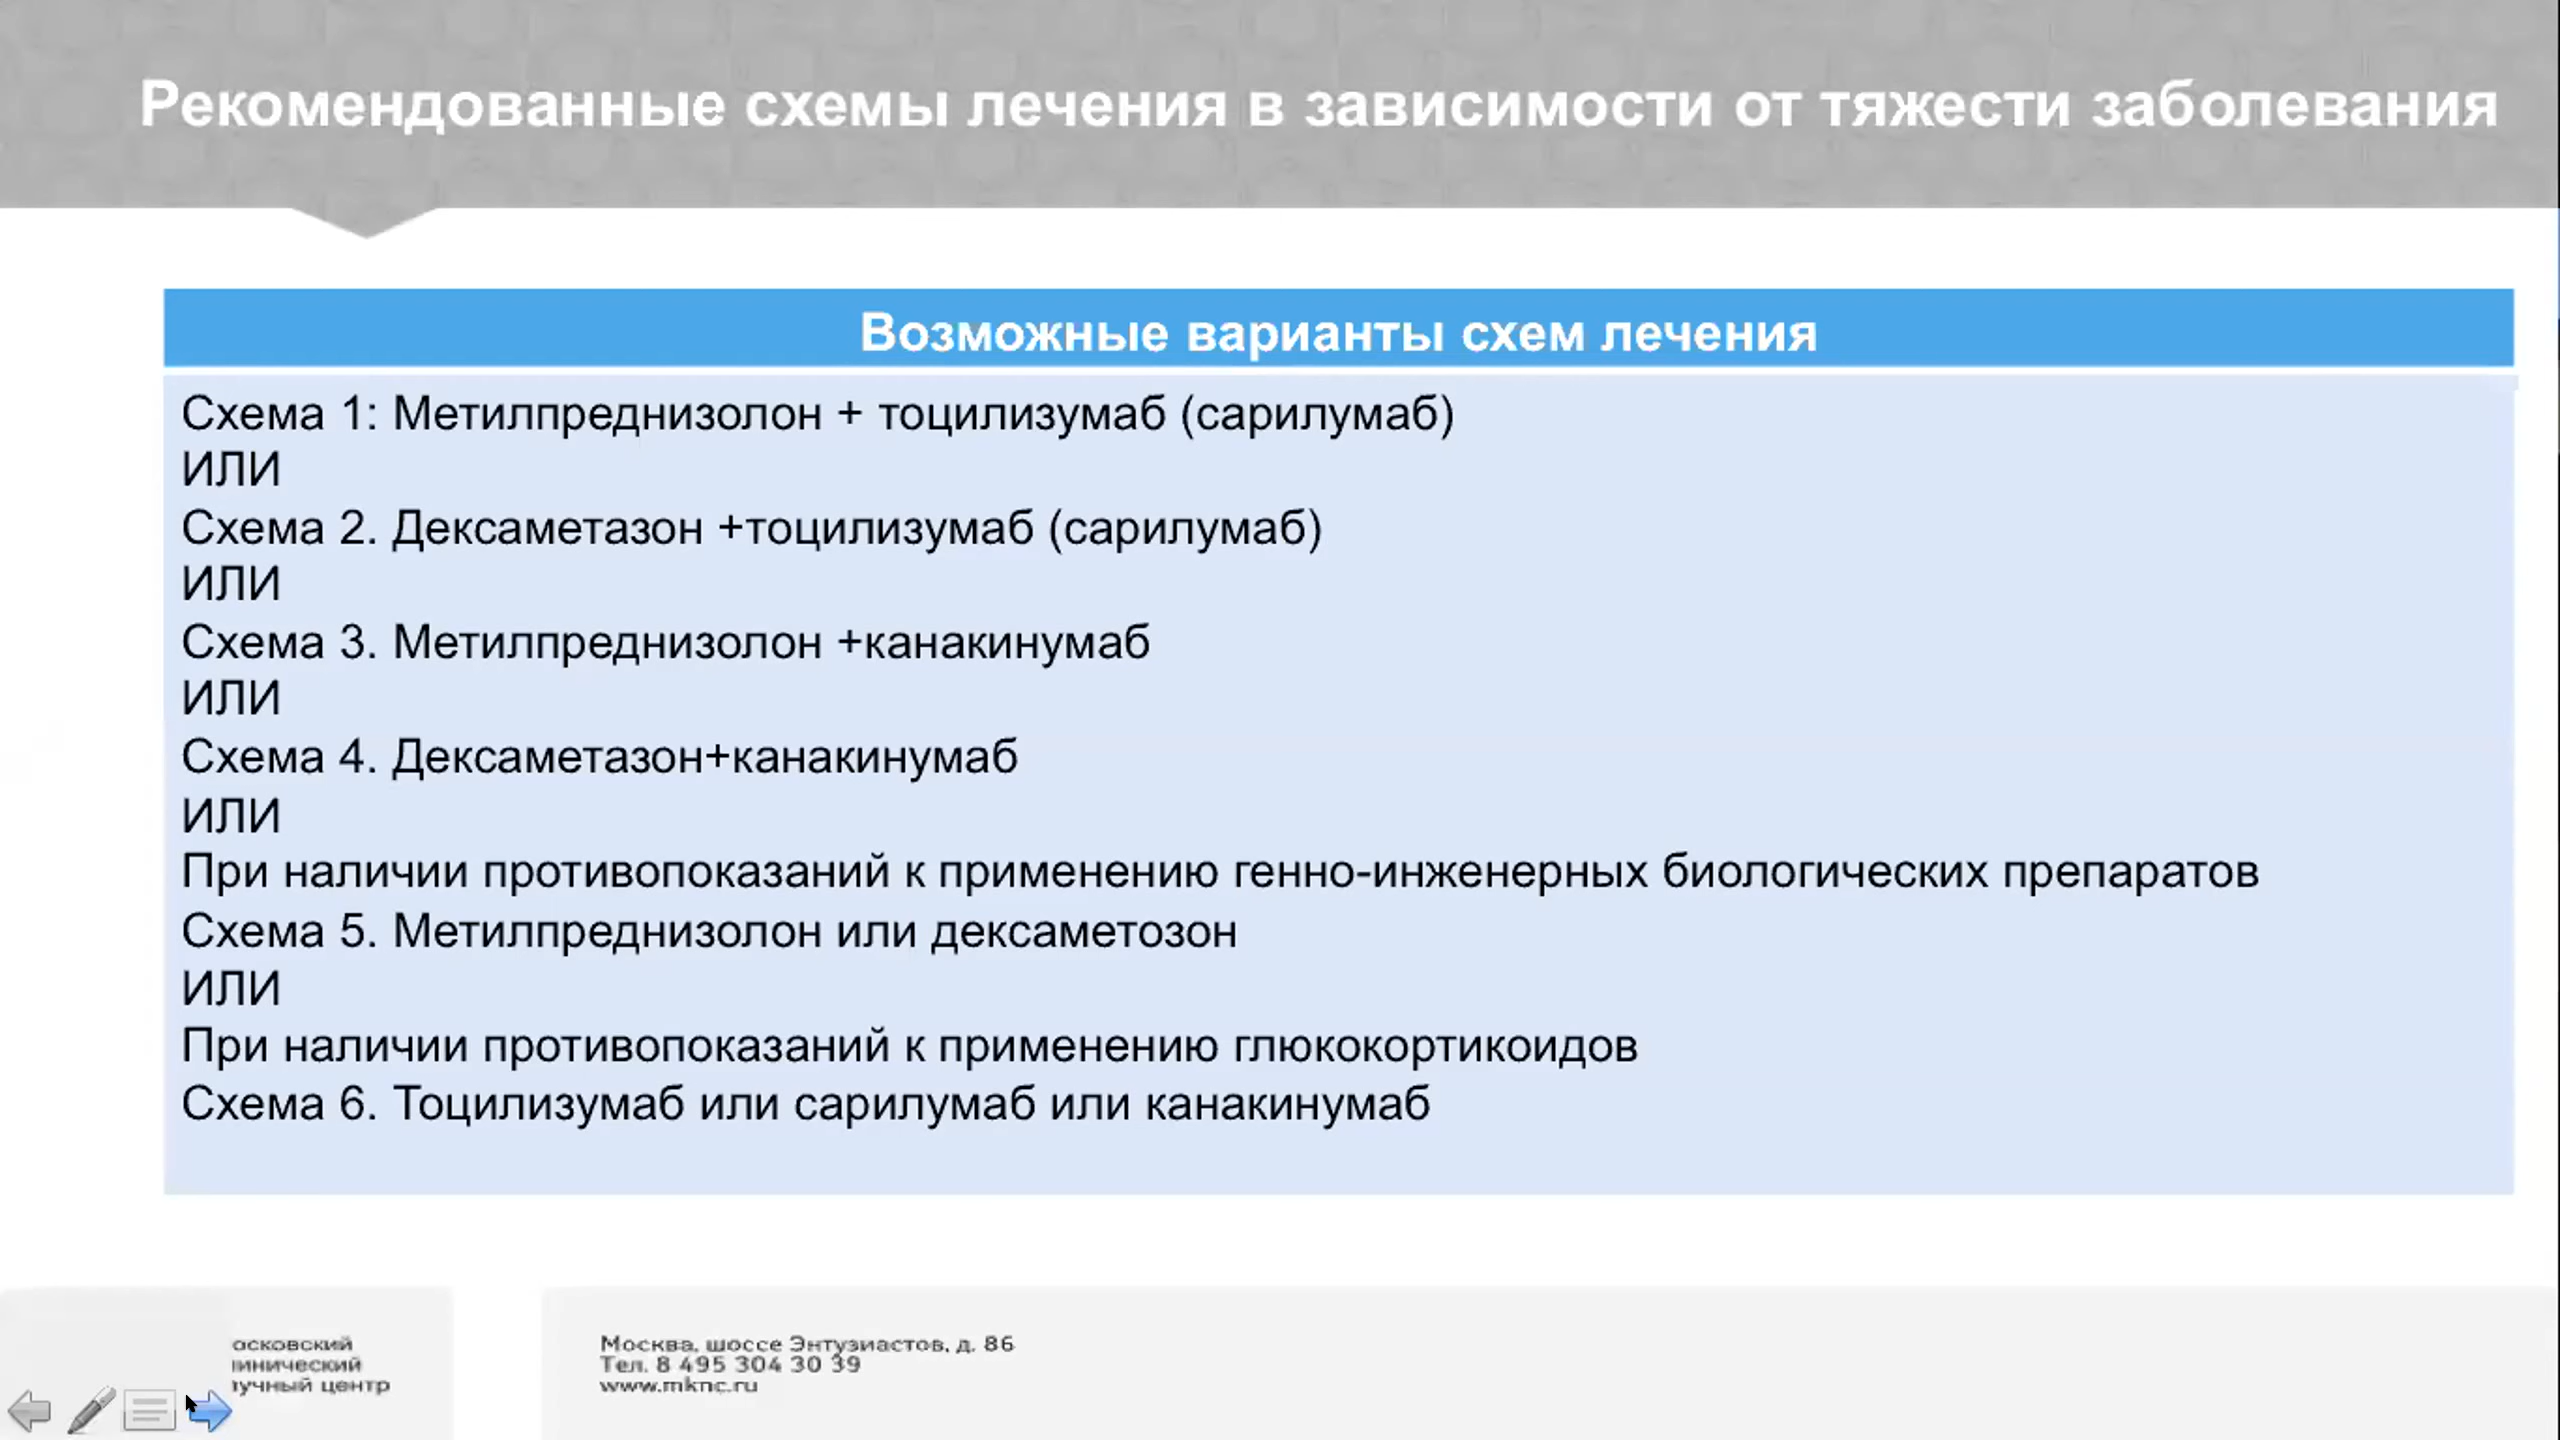 Рекомендованные схемы лечения в зависимости от тяжести заболевания
Возможные варианты схем лечения
Схема 1: Метилпреднизолон + тоцилизумаб (сарилумаб)
ИЛИ
Схема 2. Дексаметазон +тоцилизумаб (сарилумаб)
ИЛИ
Схема 3. Метилпреднизолон +канакинумаб
ИЛИ
Схема 4. Дексаметазон+канакинумаб
ИЛИ
При наличии противопоказаний к применению генно-инженерных биологических препаратов
Схема 5. Метилпреднизолон или дексаметозон
ИЛИ
При наличии противопоказаний к применению глюкокортикоидов
Схема 6. Тоцилизумаб или сарилумаб или канакинумаб
осковский
инический
учный центр
Москва, шоссе Энтузиастов, д. 86
Тел. 8 495 304 30 39
www.mknc.ru